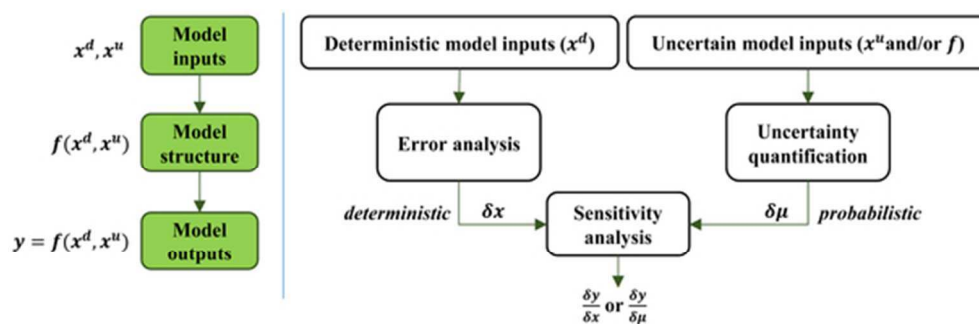 x^d, x^u
Model
inputs
f(x^d, x^u)
Model
structure
y = f(x^d, x^u)
Model
outputs
Deterministic model inputs (x^d)
Uncertain model inputs (x^u and/or f)
Error analysis
Uncertainty
quantification
deterministic
δx
Sensitivity
analysis
δμ
probabilistic
δy/δx or δy/δμ